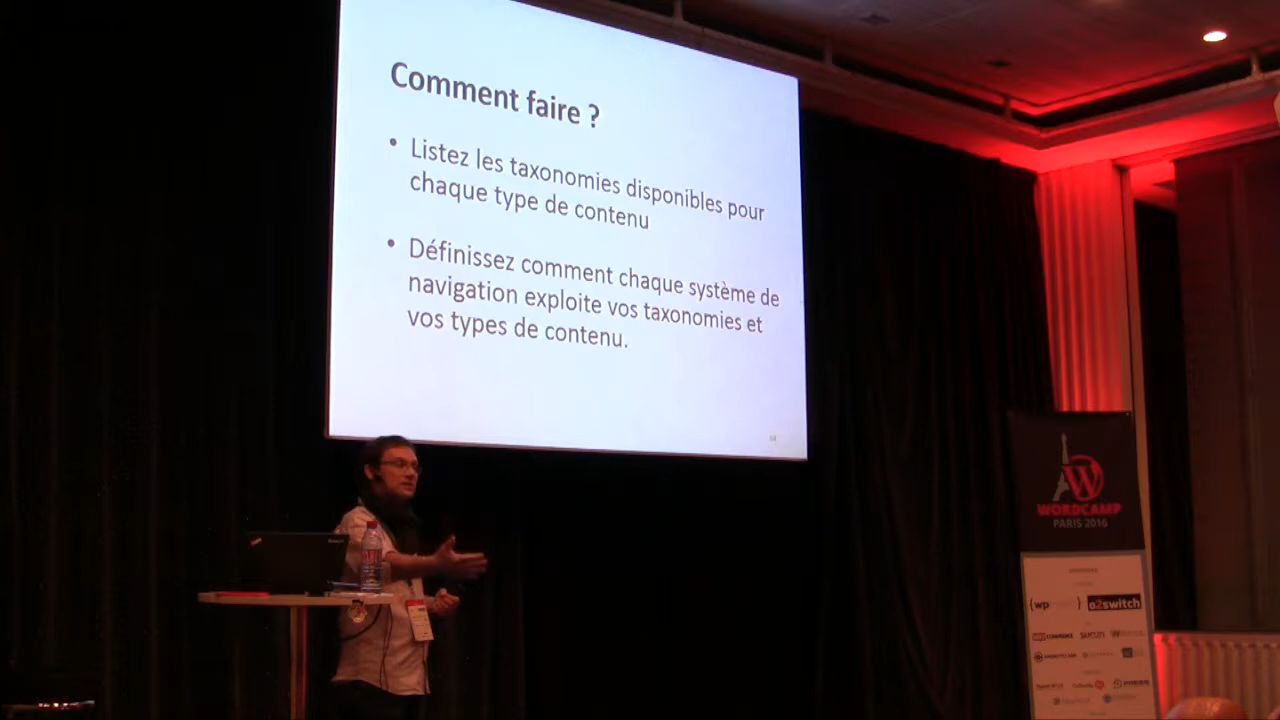 Comment faire ?
• Listez les taxonomies disponibles pour
chaque type de contenu
• Définissez comment chaque système de
navigation exploite vos taxonomies et
vos types de contenu.
WORDCAMP
PARIS 2016
o2switch